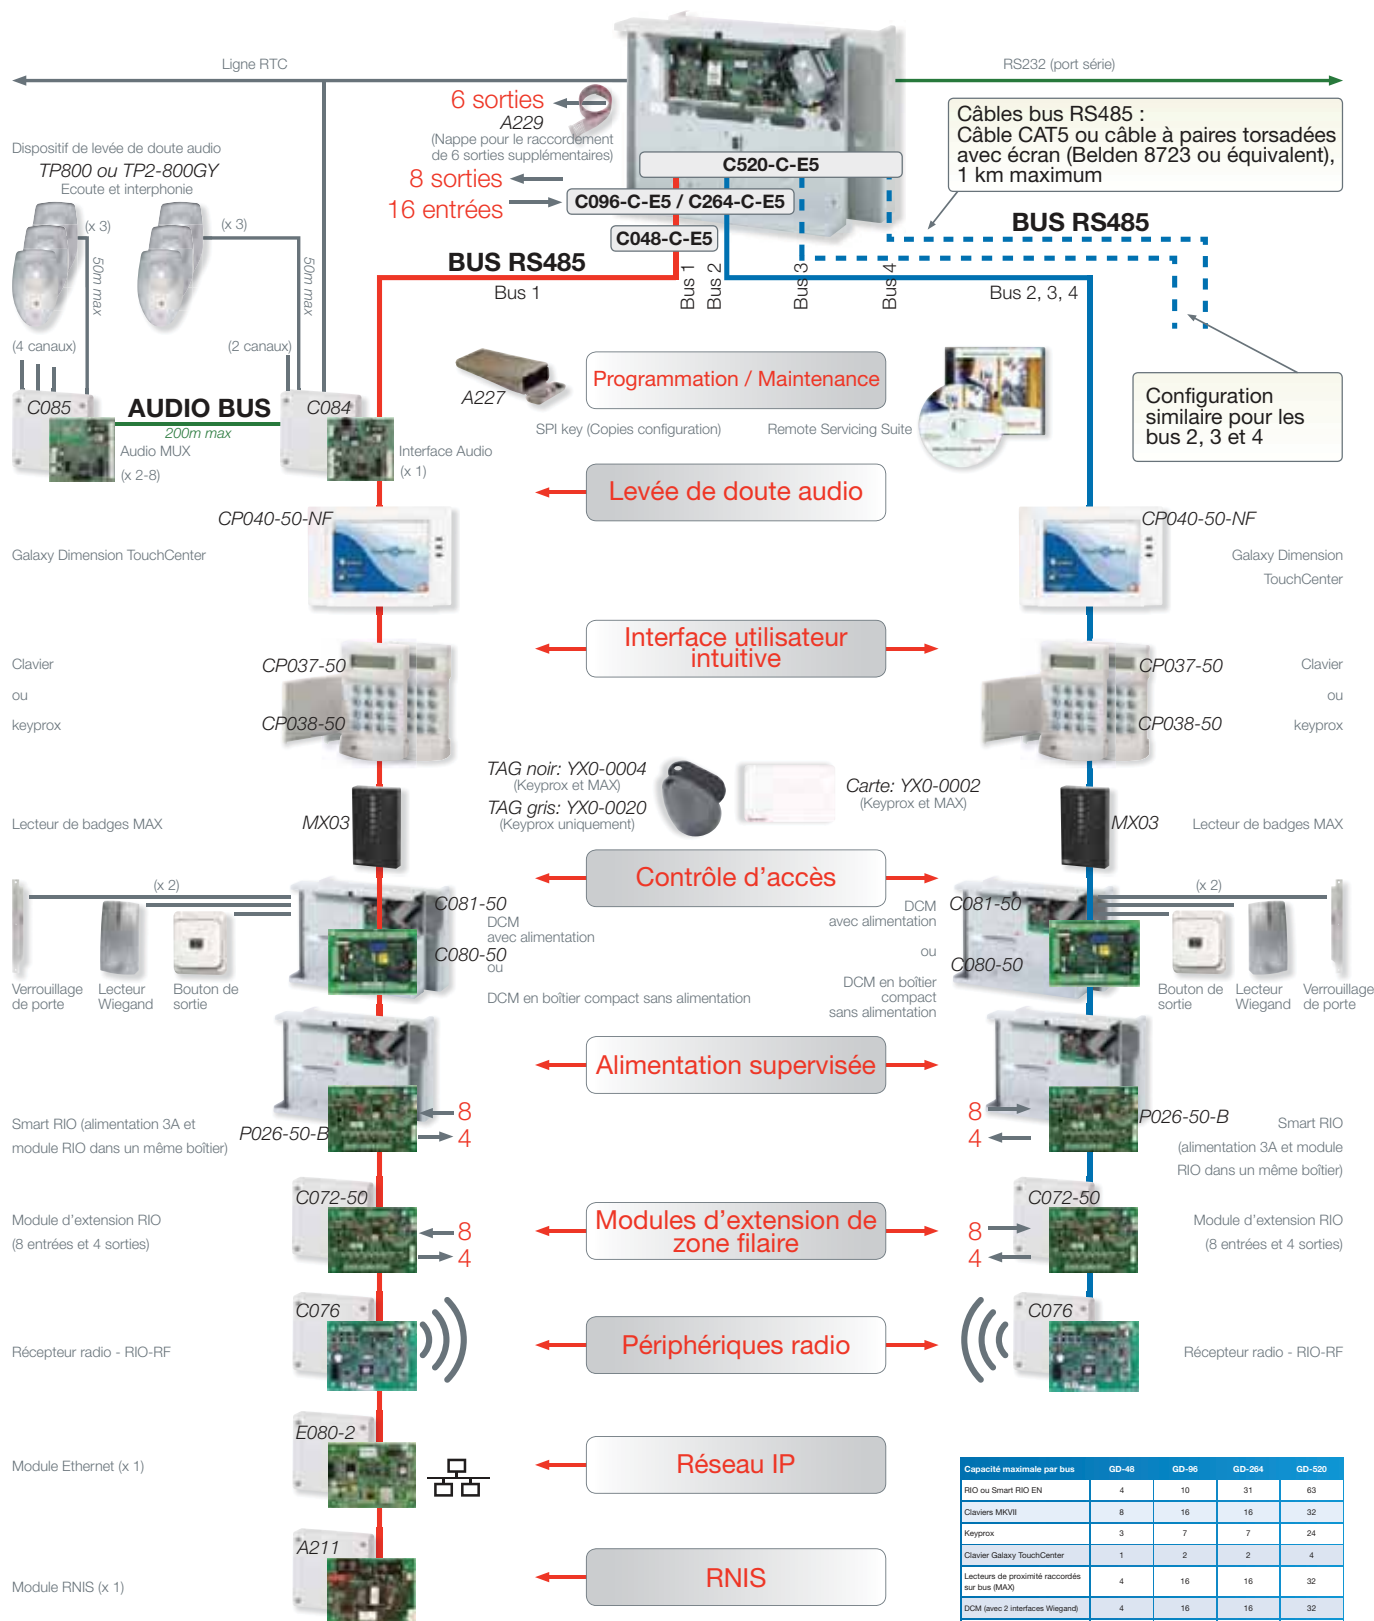 Ligne RTC
RS232 (port série)
6 sorties
A229
(Nappe pour le raccordement
de 6 sorties supplémentaires)
Câbles bus RS485 :
Câble CAT5 ou câble à paires torsadées
avec écran (Belden 8723 ou équivalent),
1 km maximum
Dispositif de levée de doute audio
TP800 ou TP2-800GY
Ecoute et interphonie
C520-C-E5
8 sorties
16 entrées
C096-C-E5 / C264-C-E5
C048-C-E5
(x 3)
(x 3)
50m max
50m max
BUS RS485
Bus 1
Bus 1
Bus 2
Bus 3
Bus 4
BUS RS485
Bus 2, 3, 4
(4 canaux)
(2 canaux)
C085
AUDIO BUS
200m max
C084
Audio MUX
(x 2-8)
Interface Audio
(x 1)
A227
Programmation / Maintenance
SPI key (Copies configuration)
Remote Servicing Suite
Configuration
similaire pour les
bus 2, 3 et 4
Levée de doute audio
CP040-50-NF
CP040-50-NF
Galaxy Dimension TouchCenter
Galaxy Dimension
TouchCenter
Interface utilisateur
intuitive
Clavier
ou
keyprox
CP037-50
CP038-50
CP037-50
CP038-50
Clavier
ou
keyprox
TAG noir: YX0-0004
(Keyprox et MAX)
TAG gris: YX0-0020
(Keyprox uniquement)
Carte: YX0-0002
(Keyprox et MAX)
Lecteur de badges MAX
MX03
MX03
Lecteur de badges MAX
Contrôle d'accès
(x 2)
(x 2)
C081-50
DCM
avec alimentation
C080-50
ou
DCM en boîtier compact sans alimentation
DCM
avec alimentation
ou
DCM en boîtier
compact
sans alimentation
C081-50
C080-50
Verrouillage
de porte
Lecteur
Wiegand
Bouton de
sortie
Bouton de
sortie
Lecteur
Wiegand
Verrouillage
de porte
Alimentation supervisée
Smart RIO (alimentation 3A et
module RIO dans un même boîtier)
P026-50-B
8
4
8
4
P026-50-B
Smart RIO
(alimentation 3A et module
RIO dans un même boîtier)
C072-50
Module d'extension RIO
(8 entrées et 4 sorties)
8
4
Modules d'extension de
zone filaire
8
4
C072-50
Module d'extension RIO
(8 entrées et 4 sorties)
C076
Récepteur radio - RIO-RF
Périphériques radio
C076
Récepteur radio - RIO-RF
E080-2
Module Ethernet (x 1)
Réseau IP
A211
Module RNIS (x 1)
RNIS
Capacité maximale par bus GD-48 GD-96 GD-264 GD-520
RIO ou Smart RIO EN 4 10 31 63
Claviers MKVII 8 16 16 32
Keyprox 3 7 7 24
Clavier Galaxy TouchCenter 1 2 2 4
Lecteurs de proximité raccordés
sur bus (MAX) 4 16 16 32
DCM (avec 2 interfaces Wiegand) 4 16 16 32